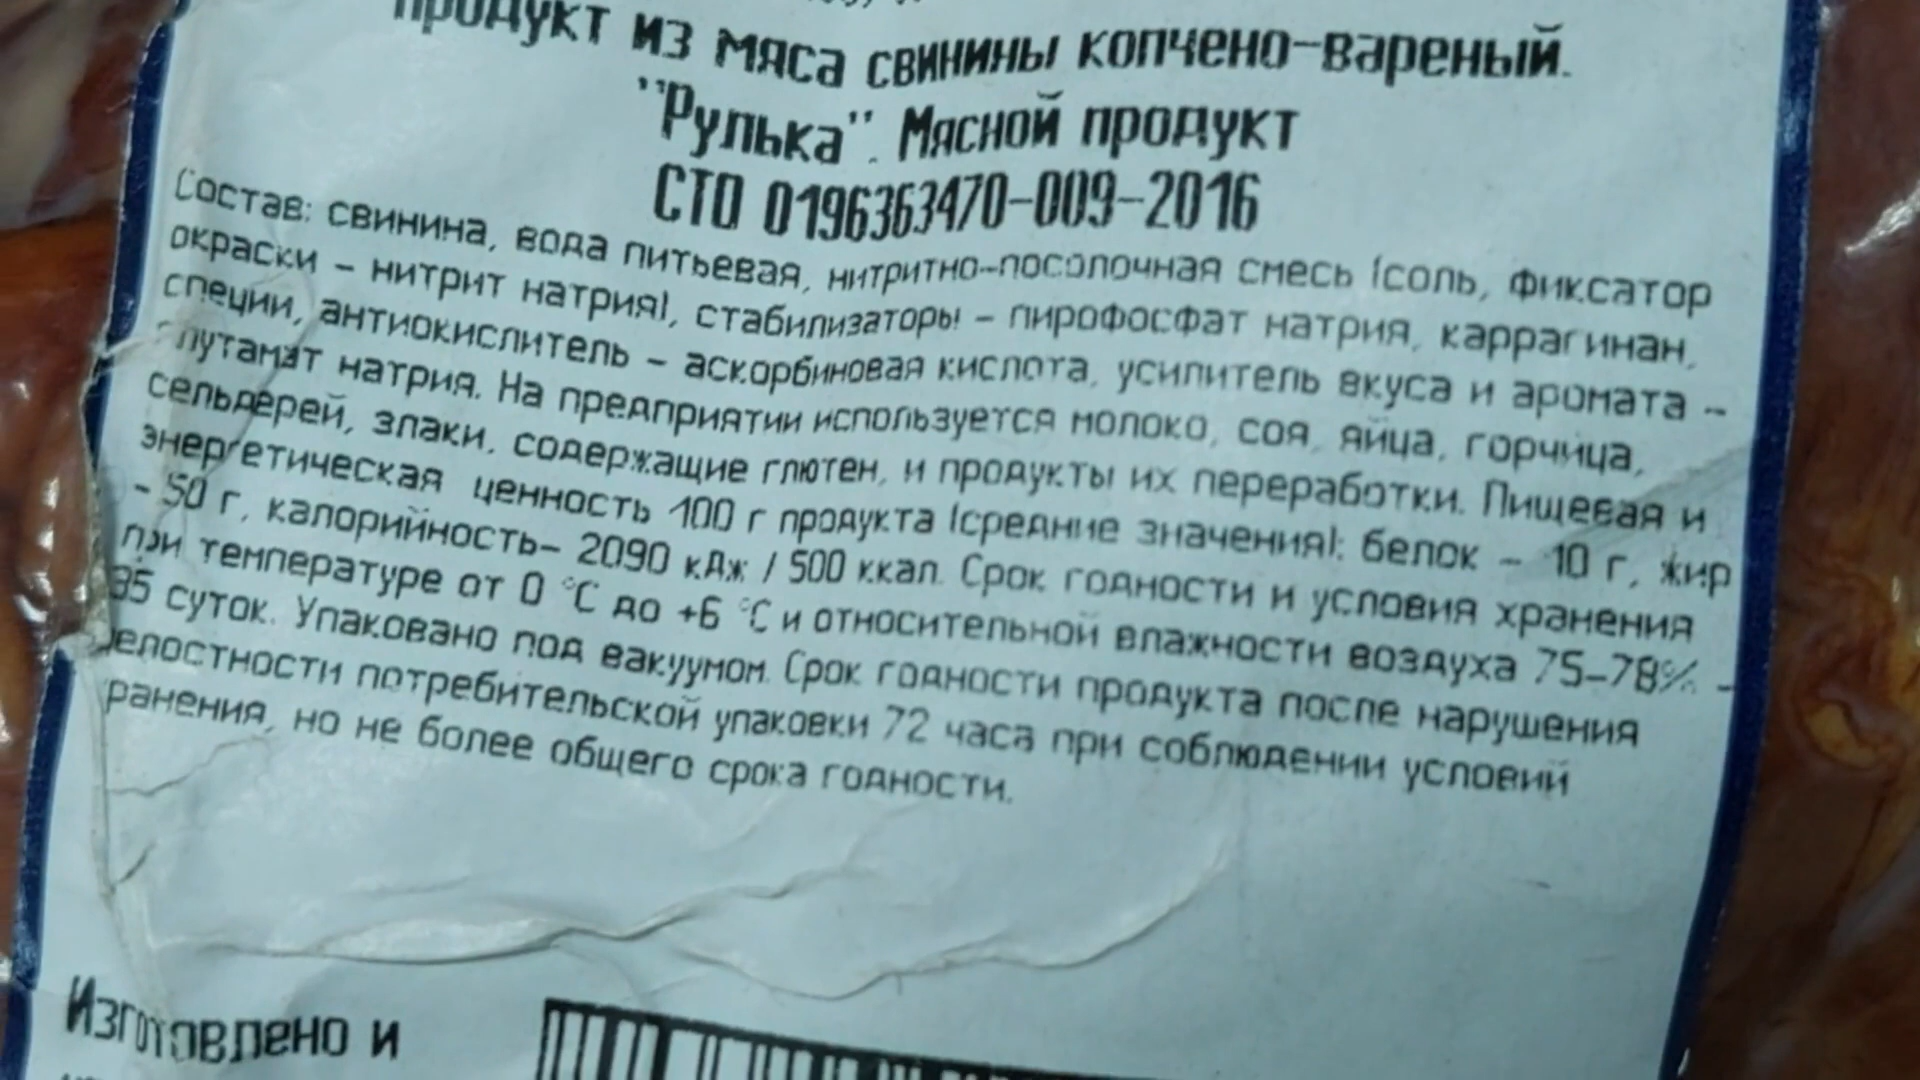 продукт из мяса свинины копчено-вареный.
"Рулька". Мясной продукт
СТО 0196363470-009-2016
Состав: свинина, вода питьевая, нитритно-посолочная смесь (соль, фиксатор
окраски – нитрит натрия), стабилизаторы – пирофосфат натрия, каррагинан,
специи, антиокислитель – аскорбиновая кислота, усилитель вкуса и аромата –
глутамат натрия. На предприятии используется молоко, соя, яйца, горчица,
сельдерей, злаки, содержащие глютен, и продукты их переработки. Пищевая и
энергетическая ценность 100 г продукта (средние значения): белок – 10 г, жир
- 50 г, калорийность– 2090 кДж / 500 ккал. Срок годности и условия хранения
при температуре от 0 °С до +6 °С и относительной влажности воздуха 75–78% –
35 суток. Упаковано под вакуумом. Срок годности продукта после нарушения
целостности потребительской упаковки 72 часа при соблюдении условий
ранения, но не более общего срока годности.
Изготовлено и